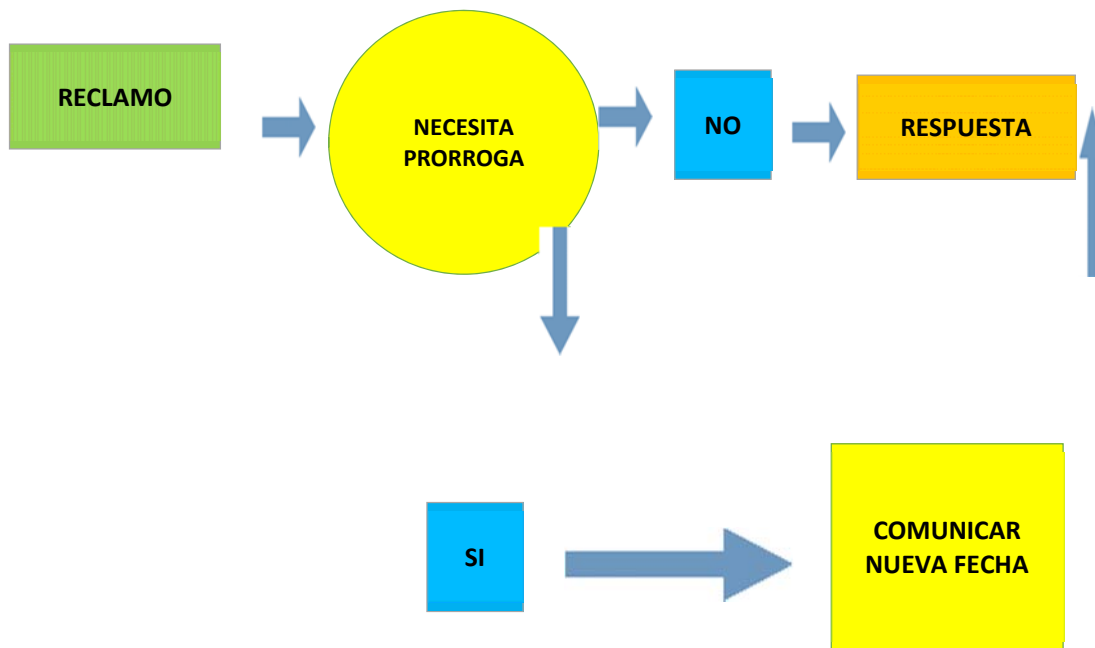 RECLAMO
NECESITA
PRORROGA
NO
RESPUESTA
SI
COMUNICAR
NUEVA FECHA